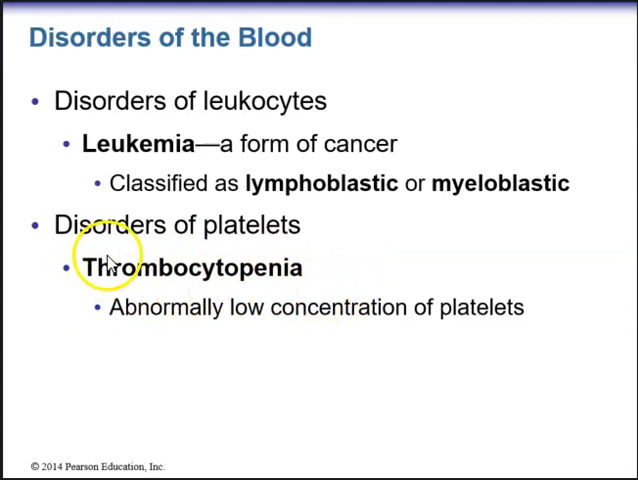 Disorders of the Blood
• Disorders of leukocytes
• Leukemia—a form of cancer
• Classified as lymphoblastic or myeloblastic
• Disorders of platelets
• Thrombocytopenia
• Abnormally low concentration of platelets
© 2014 Pearson Education, Inc.